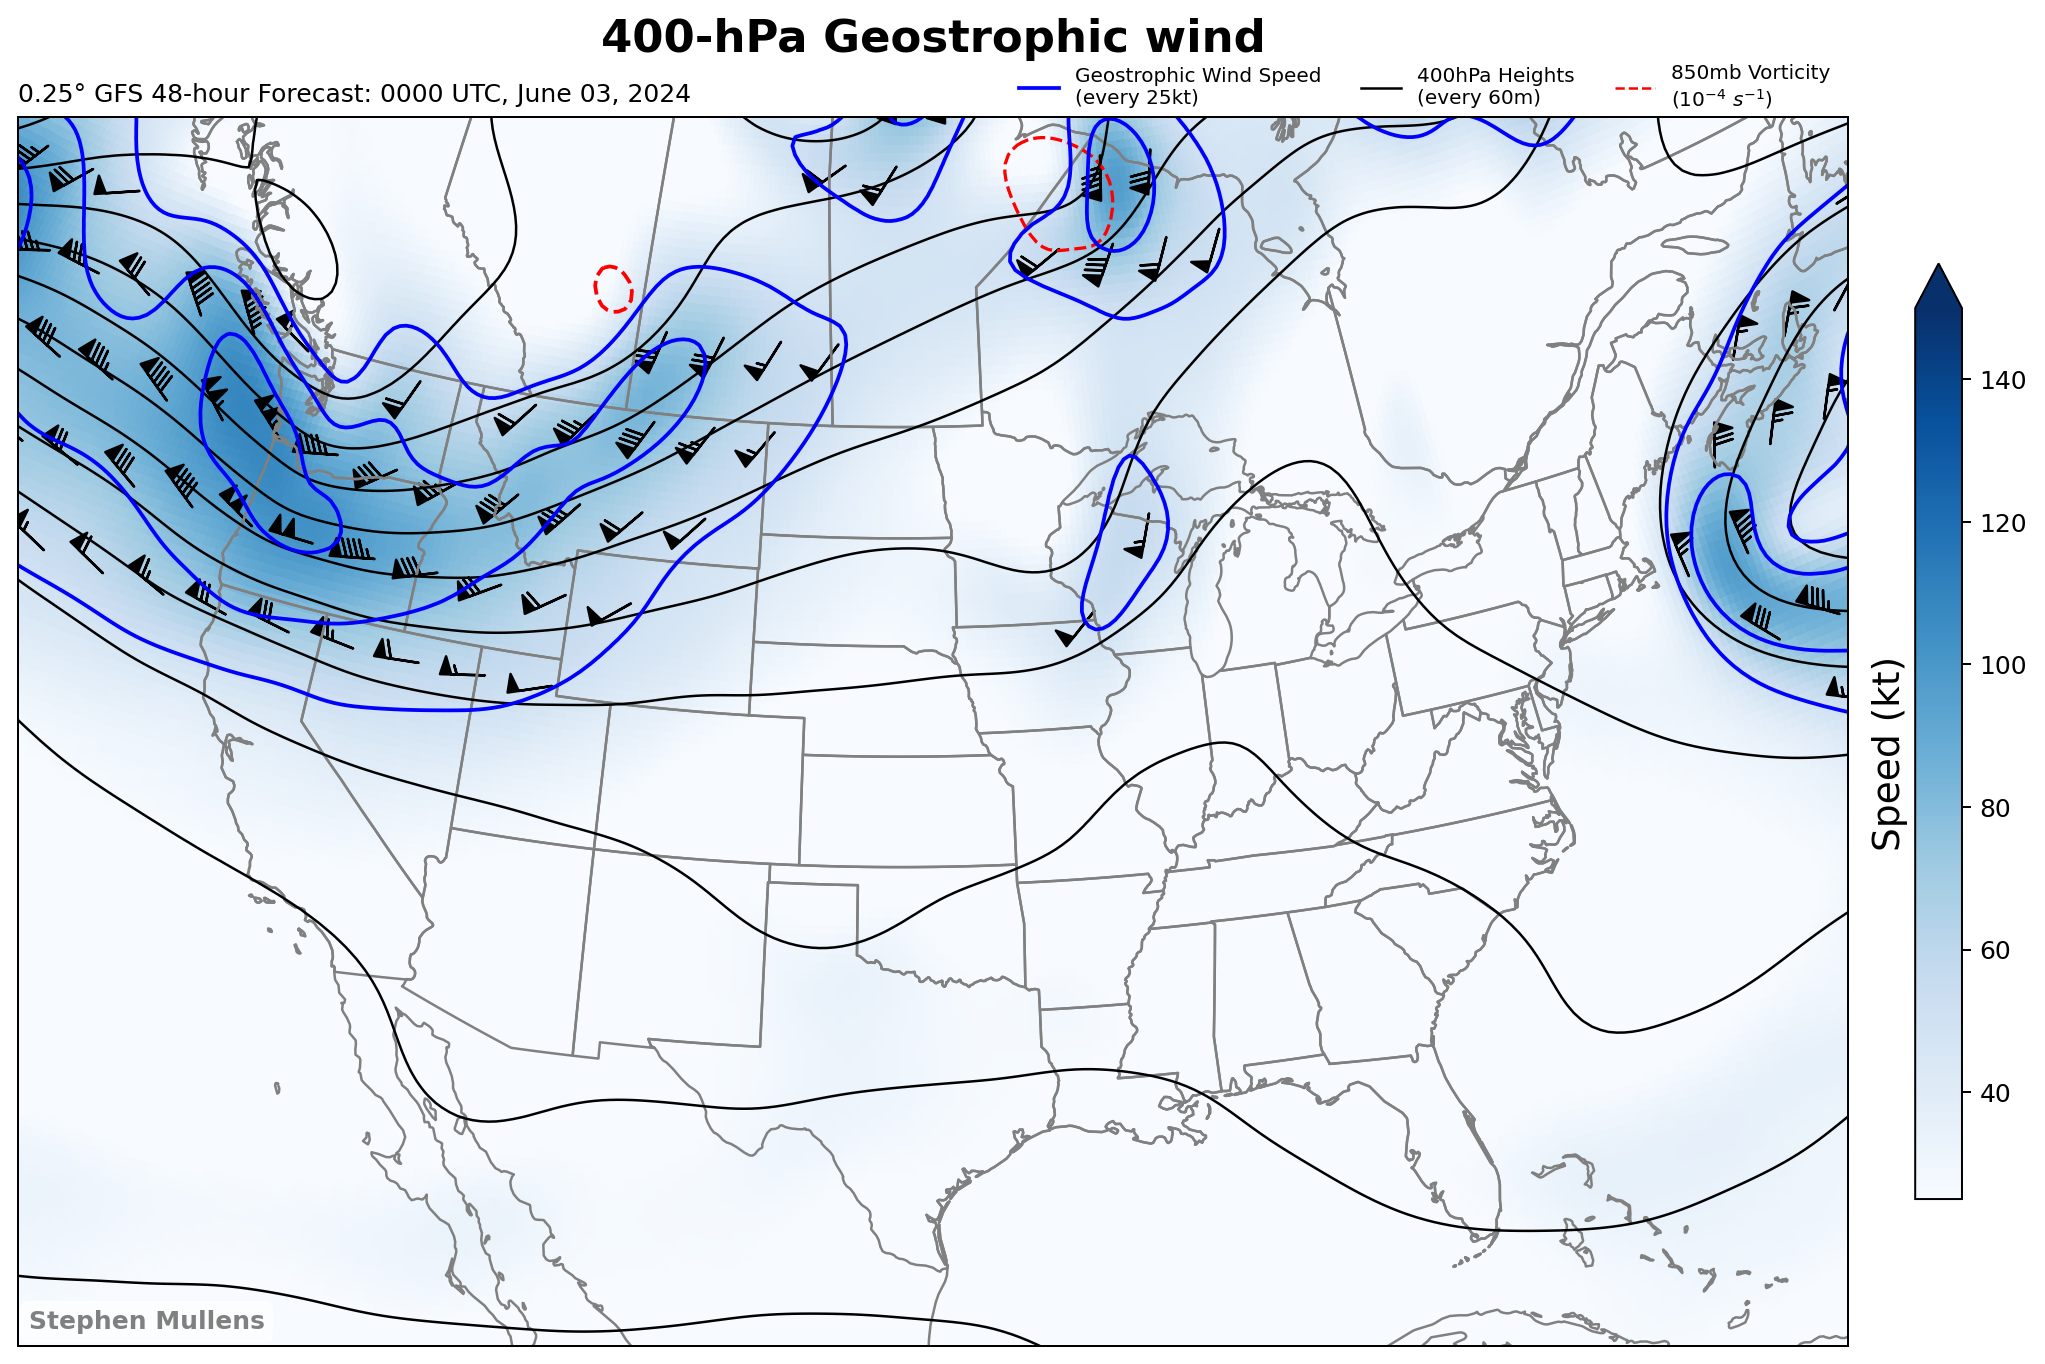 400-hPa Geostrophic wind
0.25° GFS 48-hour Forecast: 0000 UTC, June 03, 2024
Geostrophic Wind Speed
(every 25kt)
400hPa Heights
(every 60m)
850mb Vorticity
(10⁻⁴ s⁻¹)
140
120
100
80
60
40
Speed (kt)
Stephen Mullens